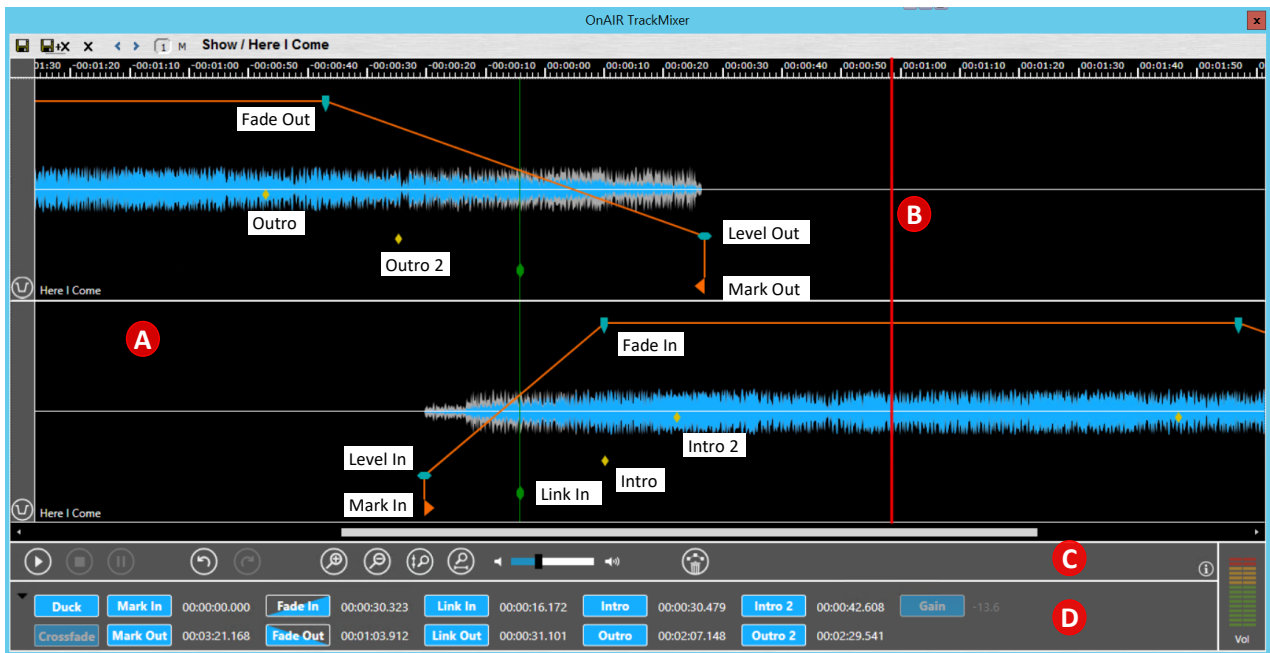 OnAIR TrackMixer
x
+X X < > 1 M Show / Here I Come
01:30 -00:01:20 -00:01:10 -00:01:00 -00:00:50 -00:00:40 -00:00:30 -00:00:20 -00:00:10 00:00:00 00:00:10 00:00:20 00:00:30 00:00:40 00:00:50 00:01:00 00:01:10 00:01:20 00:01:30 00:01:40 00:01:50 0
Fade Out
B
Outro
Level Out
Outro 2
Mark Out
Here I Come
A
Fade In
Intro 2
Level In
Intro
Link In
Mark In
Here I Come
C
i
Duck Mark In 00:00:00.000 Fade In 00:00:30.323 Link In 00:00:16.172 Intro 00:00:30.479 Intro 2 00:00:42.608 Gain -13.6
D
Crossfade Mark Out 00:03:21.168 Fade Out 00:01:03.912 Link Out 00:00:31.101 Outro 00:02:07.148 Outro 2 00:02:29.541
Vol